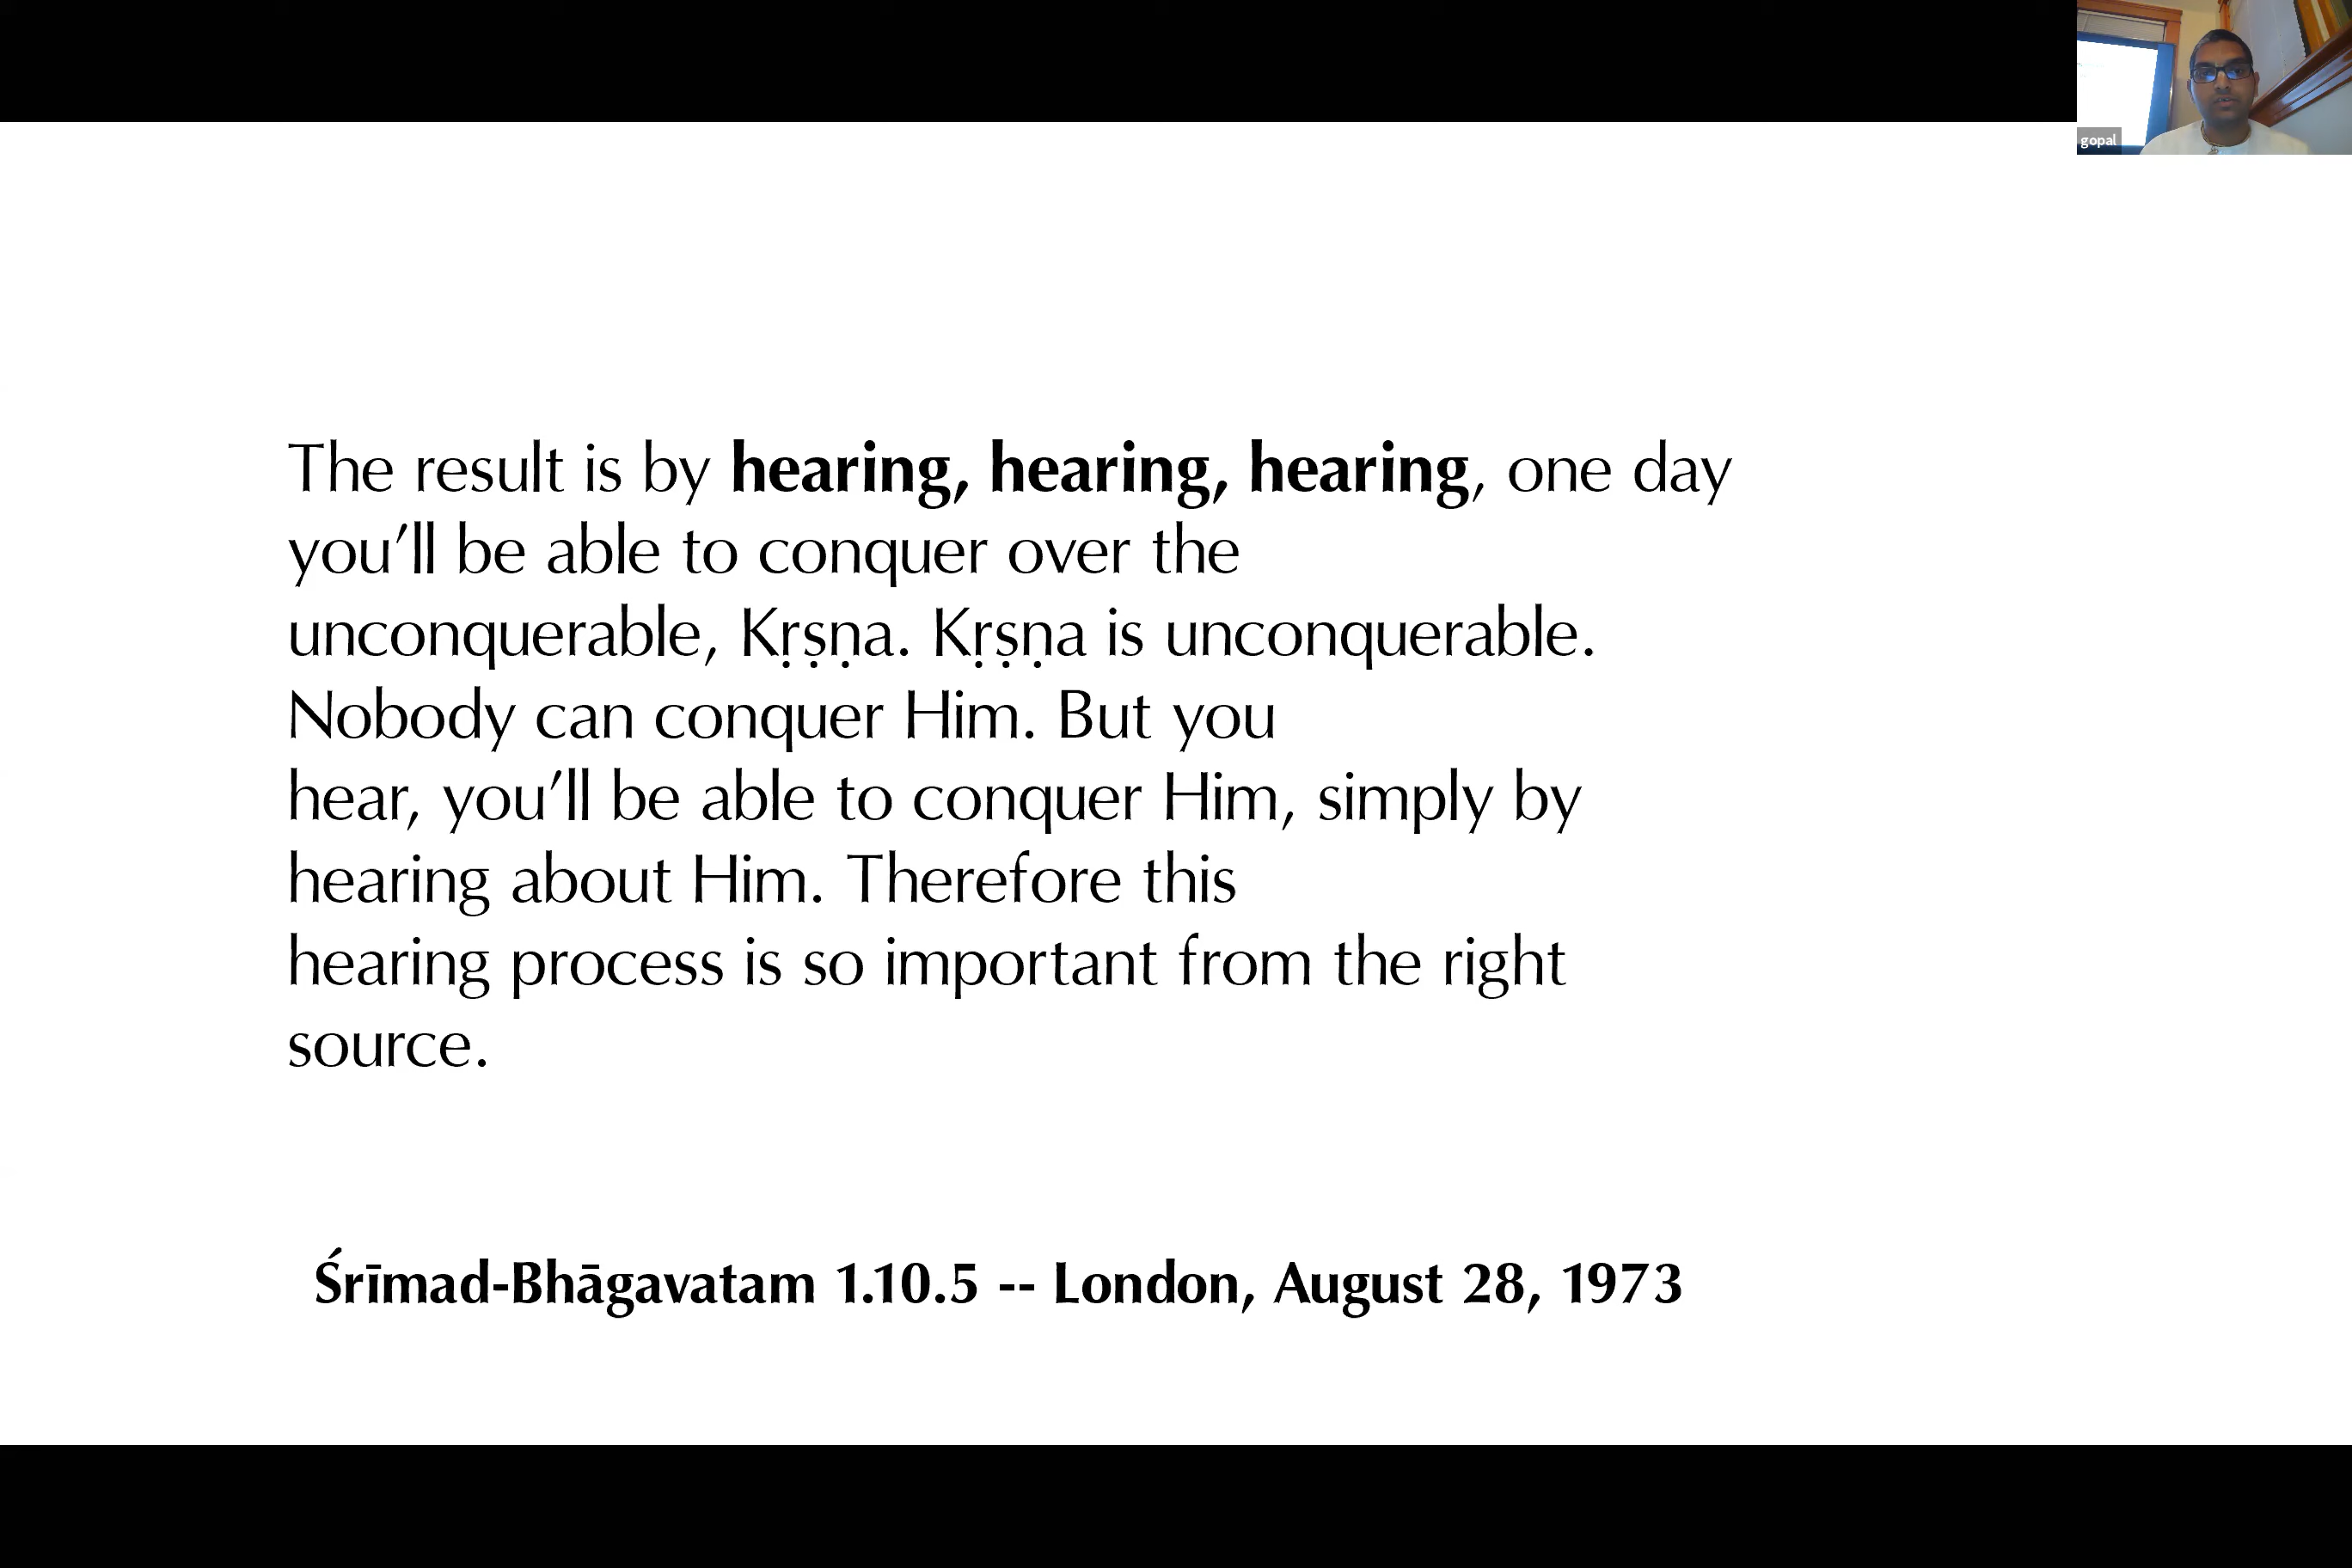 gopal
The result is by hearing, hearing, hearing, one day
you’ll be able to conquer over the
unconquerable, Kṛṣṇa. Kṛṣṇa is unconquerable.
Nobody can conquer Him. But you
hear, you’ll be able to conquer Him, simply by
hearing about Him. Therefore this
hearing process is so important from the right
source.
Śrīmad-Bhāgavatam 1.10.5 -- London, August 28, 1973